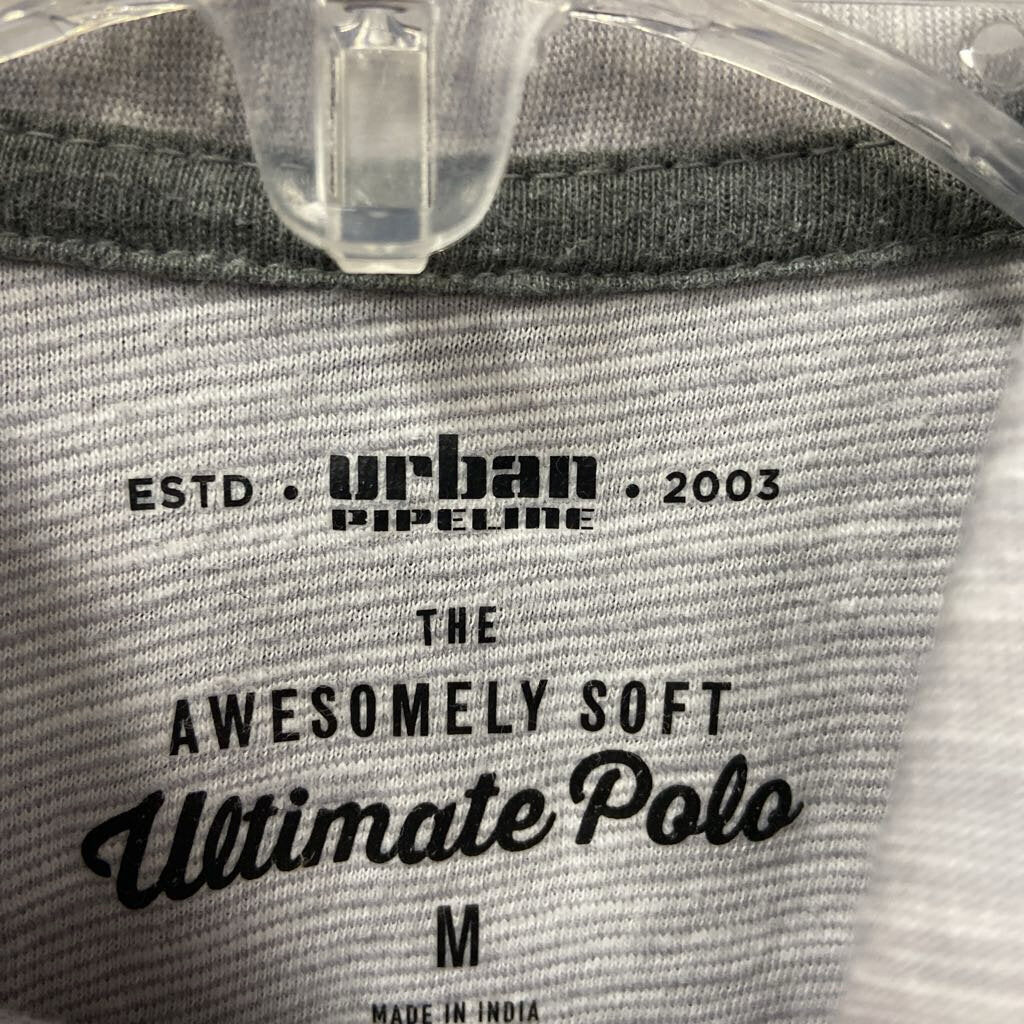 ESTD • urban • 2003
PIPELINE
THE
AWESOMELY SOFT
Ultimate Polo
M
MADE IN INDIA